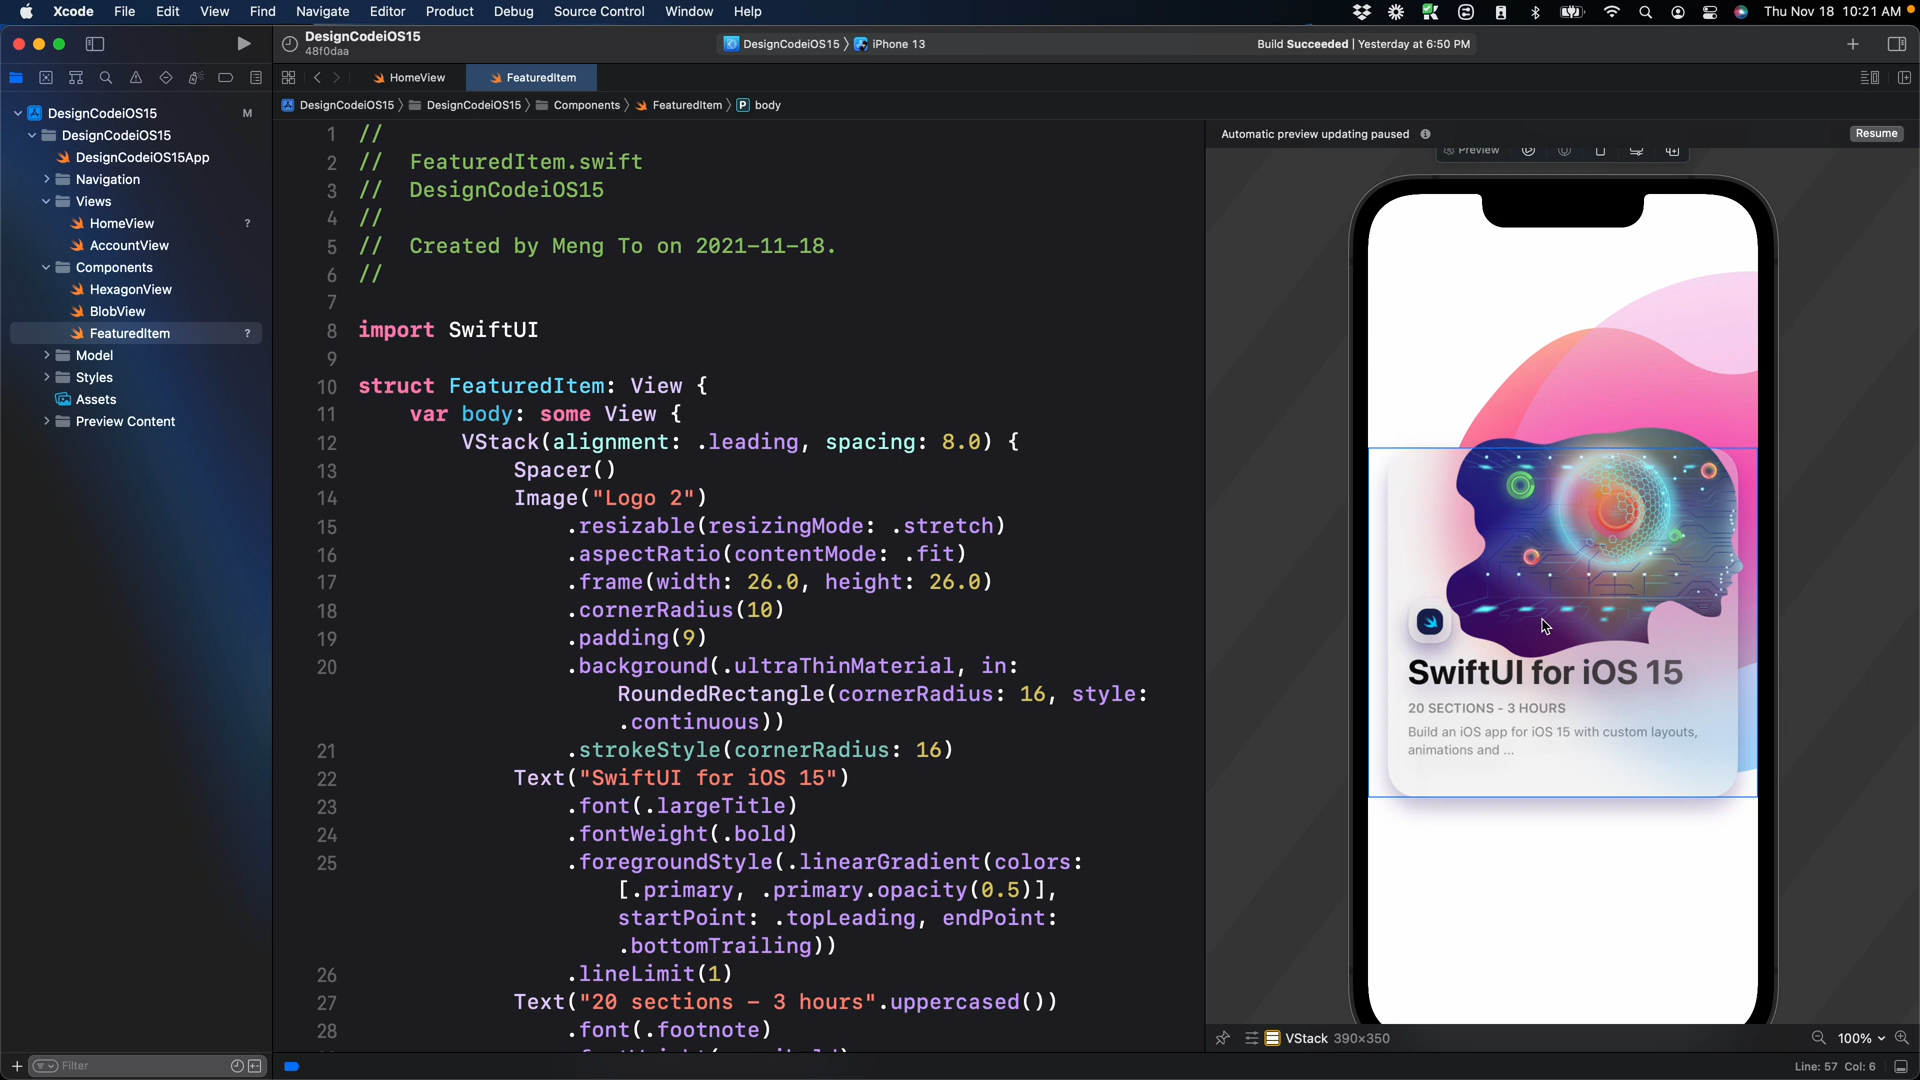 Xcode File Edit View Find Navigate Editor Product Debug Source Control Window Help Thu Nov 18 10:21 AM
DesignCodeiOS15
48f0daa
DesignCodeiOS15 〉 iPhone 13
Build Succeeded | Yesterday at 6:50 PM
HomeView
FeaturedItem
DesignCodeiOS15 〉 DesignCodeiOS15 〉 Components 〉 FeaturedItem 〉 P body
DesignCodeiOS15 M
DesignCodeiOS15
DesignCodeiOS15App
Navigation
Views
HomeView ?
AccountView
Components
HexagonView
BlobView
FeaturedItem ?
Model
Styles
Assets
Preview Content
Filter
1 //
2 // FeaturedItem.swift
3 // DesignCodeiOS15
4 //
5 // Created by Meng To on 2021-11-18.
6 //
7
8 import SwiftUI
9
10 struct FeaturedItem: View {
11 var body: some View {
12 VStack(alignment: .leading, spacing: 8.0) {
13 Spacer()
14 Image("Logo 2")
15 .resizable(resizingMode: .stretch)
16 .aspectRatio(contentMode: .fit)
17 .frame(width: 26.0, height: 26.0)
18 .cornerRadius(10)
19 .padding(9)
20 .background(.ultraThinMaterial, in:
RoundedRectangle(cornerRadius: 16, style:
.continuous))
21 .strokeStyle(cornerRadius: 16)
22 Text("SwiftUI for iOS 15")
23 .font(.largeTitle)
24 .fontWeight(.bold)
25 .foregroundStyle(.linearGradient(colors:
[.primary, .primary.opacity(0.5)],
startPoint: .topLeading, endPoint:
.bottomTrailing))
26 .lineLimit(1)
27 Text("20 sections - 3 hours".uppercased())
28 .font(.footnote)
Automatic preview updating paused
Resume
Preview
SwiftUI for iOS 15
20 SECTIONS - 3 HOURS
Build an iOS app for iOS 15 with custom layouts,
animations and ...
VStack 390×350
100%
Line: 57 Col: 6